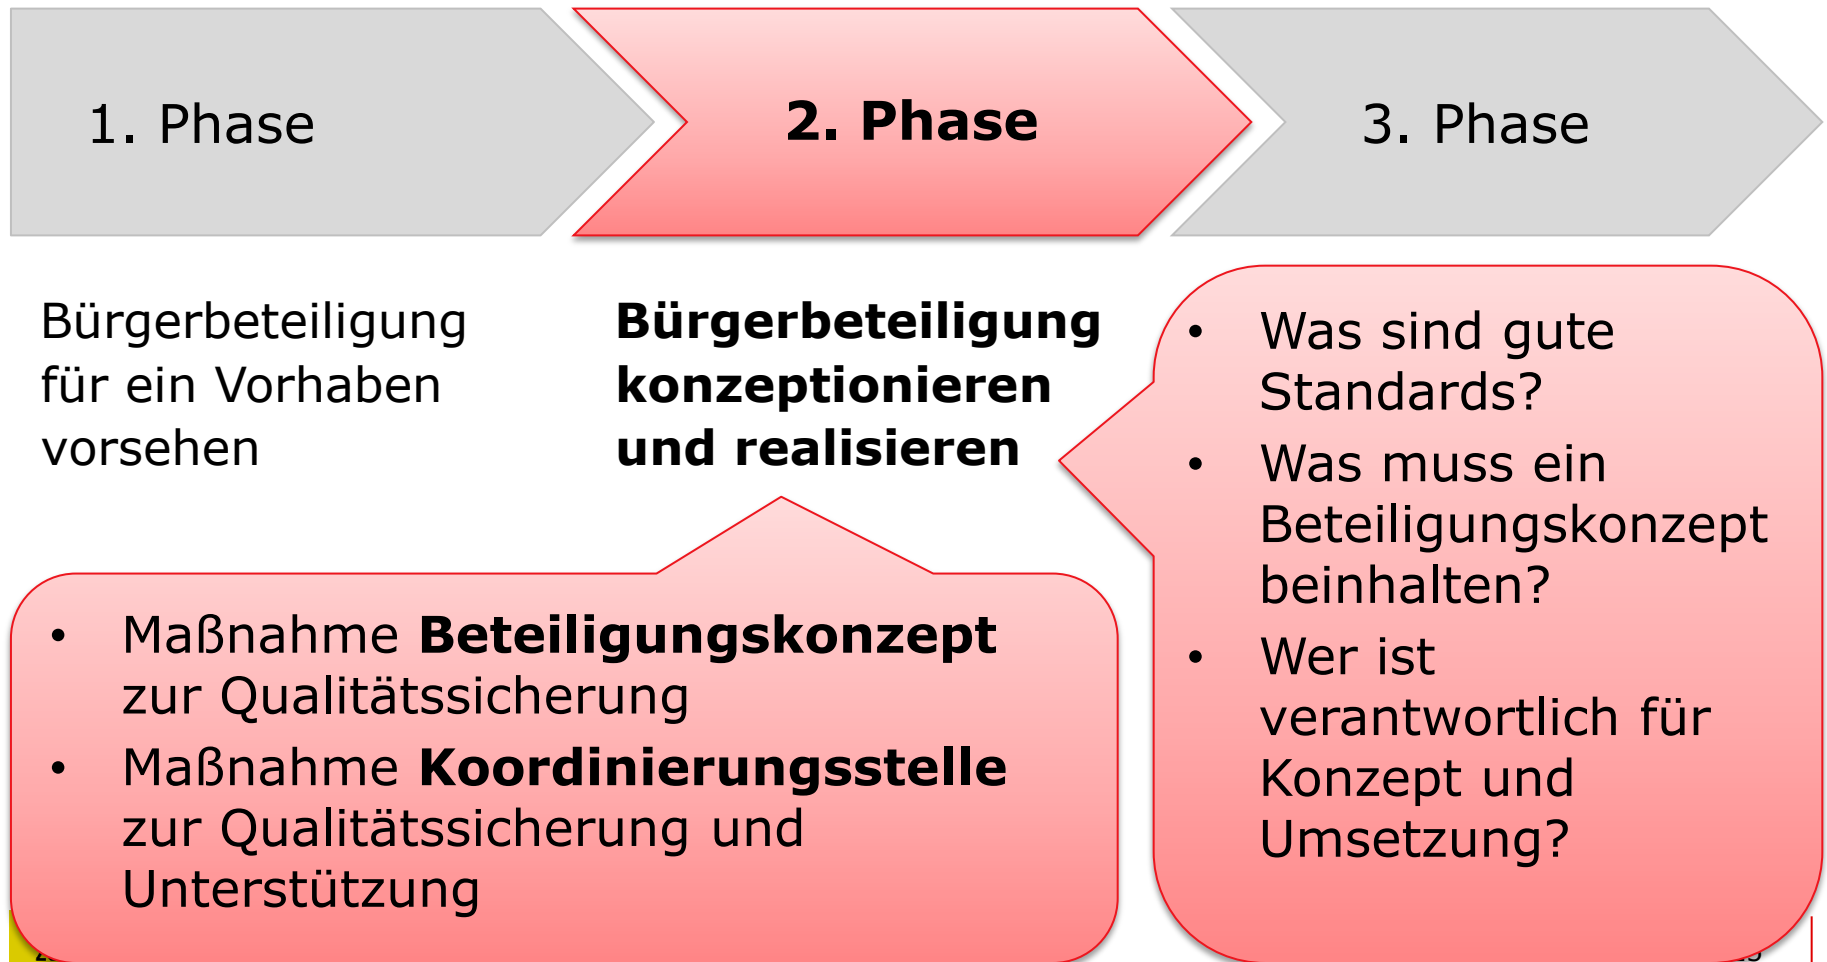 1. Phase
2. Phase
3. Phase
Bürgerbeteiligung
für ein Vorhaben
vorsehen
Bürgerbeteiligung
konzeptionieren
und realisieren
• Was sind gute
Standards?
• Was muss ein
Beteiligungskonzept
beinhalten?
• Wer ist
verantwortlich für
Konzept und
Umsetzung?
• Maßnahme Beteiligungskonzept
zur Qualitätssicherung
• Maßnahme Koordinierungsstelle
zur Qualitätssicherung und
Unterstützung